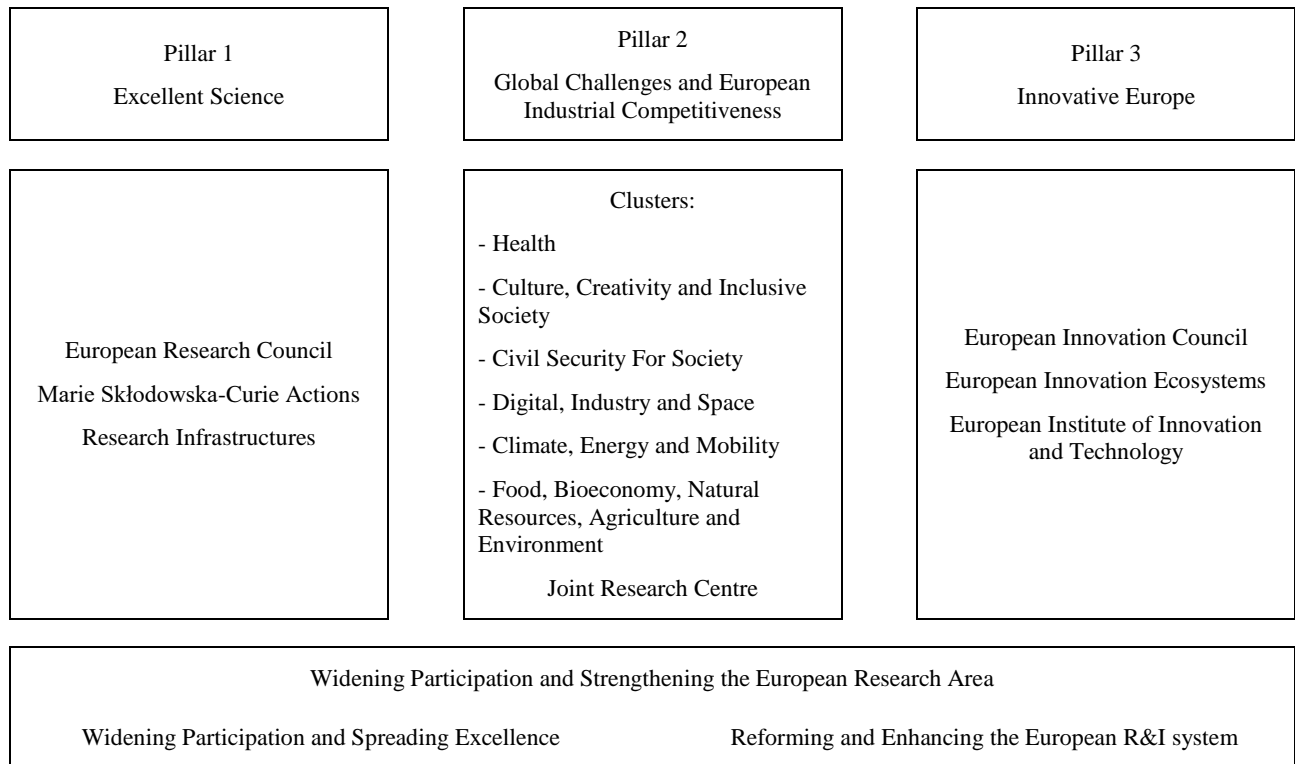 Pillar 1
Excellent Science
Pillar 2
Global Challenges and European
Industrial Competitiveness
Pillar 3
Innovative Europe
European Research Council
Marie Skłodowska-Curie Actions
Research Infrastructures
Clusters:
- Health
- Culture, Creativity and Inclusive
Society
- Civil Security For Society
- Digital, Industry and Space
- Climate, Energy and Mobility
- Food, Bioeconomy, Natural
Resources, Agriculture and
Environment
Joint Research Centre
European Innovation Council
European Innovation Ecosystems
European Institute of Innovation
and Technology
Widening Participation and Strengthening the European Research Area
Widening Participation and Spreading Excellence
Reforming and Enhancing the European R&I system